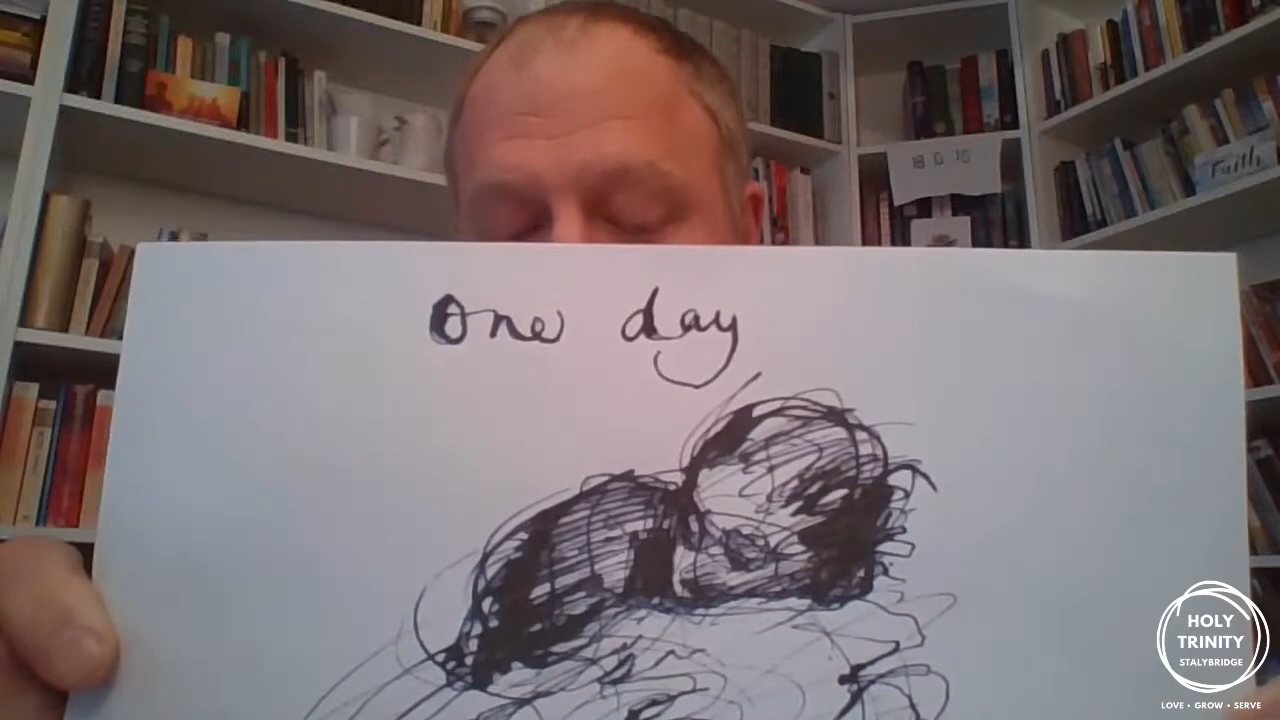 Faith
One day
HOLY
TRINITY
STALYBRIDGE
LOVE • GROW • SERVE